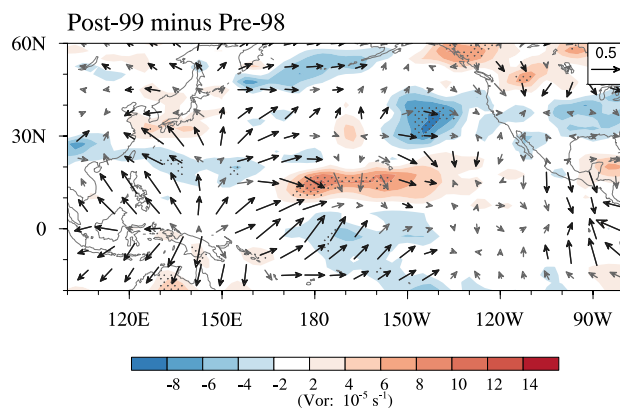 Post-99 minus Pre-98
60N
0.5
30N
0
120E 150E 180 150W 120W 90W
-8 -6 -4 -2 2 4 6 8 10 12 14
(Vor: 10⁻⁵ s⁻¹)